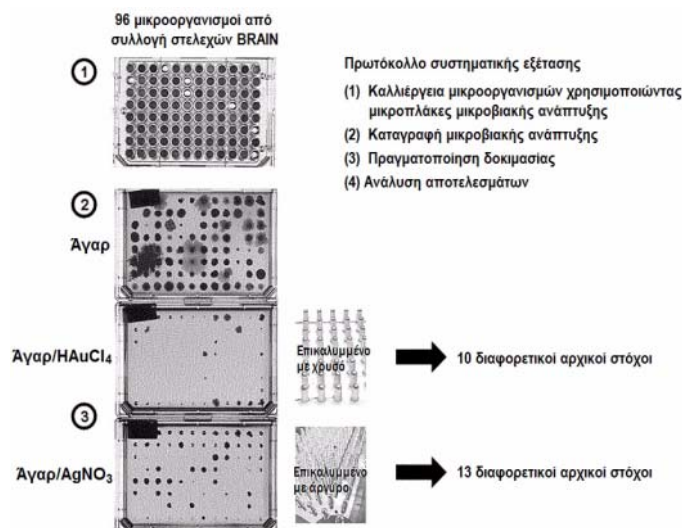 96 μικροοργανισμοί από
συλλογή στελεχών BRAIN
1
Πρωτόκολλο συστηματικής εξέτασης
(1) Καλλιέργεια μικροοργανισμών χρησιμοποιώντας
μικροπλάκες μικροβιακής ανάπτυξης
(2) Καταγραφή μικροβιακής ανάπτυξης
(3) Πραγματοποίηση δοκιμασίας
(4) Ανάλυση αποτελεσμάτων
2
Άγαρ
Άγαρ/HAuCl4
Επικαλυμμένο
με χρυσό
10 διαφορετικοί αρχικοί στόχοι
3
Άγαρ/AgNO3
Επικαλυμμένο
με άργυρο
13 διαφορετικοί αρχικοί στόχοι